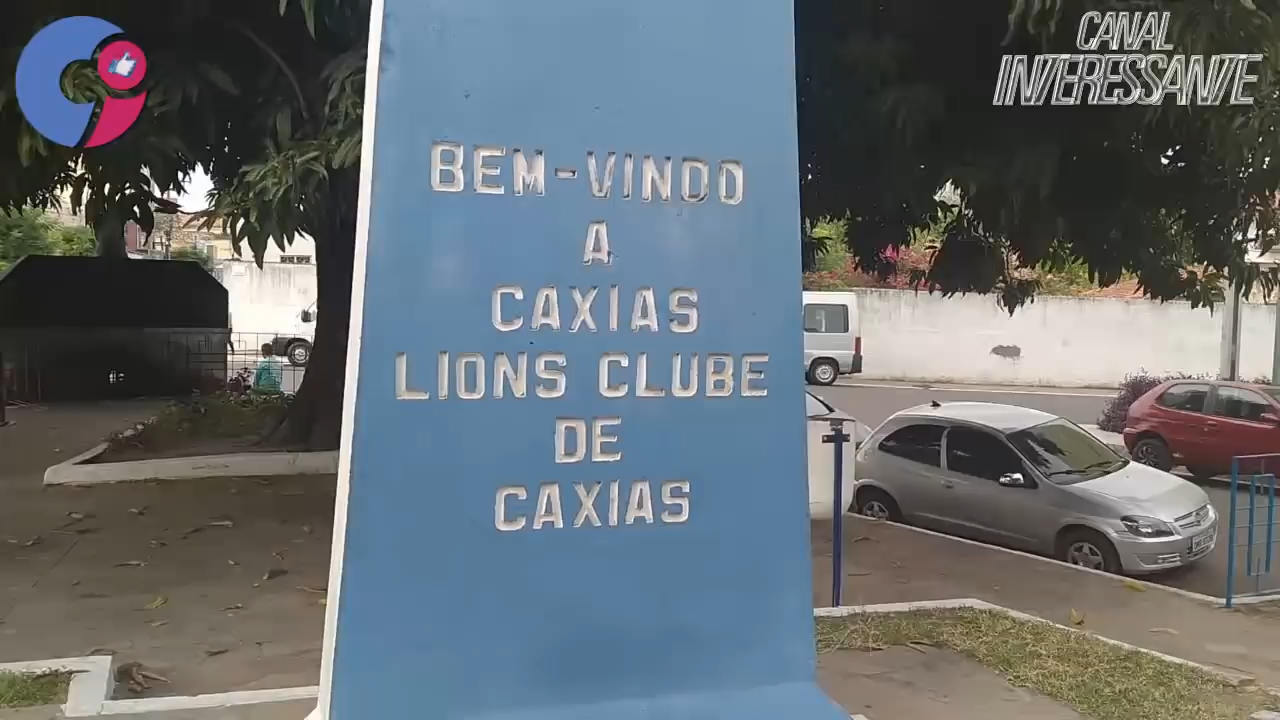 CANAL
INTERESSANTE
BEM-VINDO
A
CAXIAS
LIONS CLUBE
DE
CAXIAS